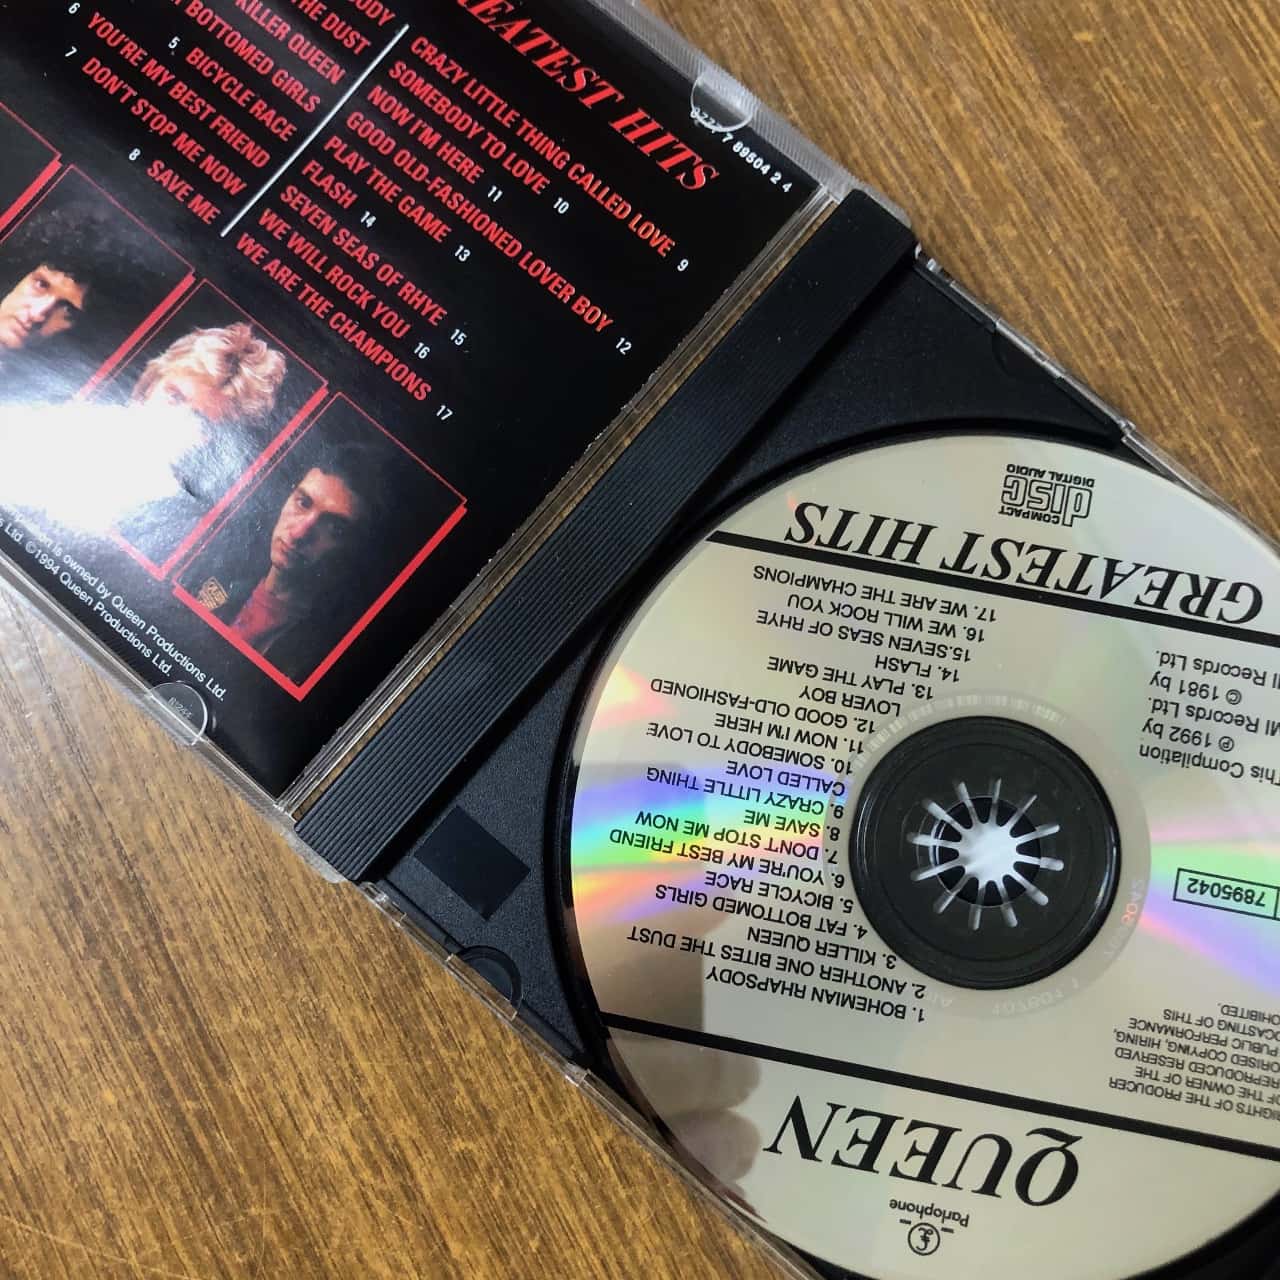 GREATEST HITS
ODY
THE DUST
KILLER QUEEN
BOTTOMED GIRLS
5 BICYCLE RACE
6 YOU'RE MY BEST FRIEND
7 DON'T STOP ME NOW
8 SAVE ME
CRAZY LITTLE THING CALLED LOVE 9
SOMEBODY TO LOVE 10
NOW I'M HERE 11
GOOD OLD-FASHIONED LOVER BOY 12
PLAY THE GAME 13
FLASH 14
SEVEN SEAS OF RHYE 15
WE WILL ROCK YOU 16
WE ARE THE CHAMPIONS 17
7 89504 2 4
on is owned by Queen Productions Ltd.
s Ltd. ©1994 Queen Productions Ltd.
Parlophone
QUEEN
1. BOHEMIAN RHAPSODY
2. ANOTHER ONE BITES THE DUST
3. KILLER QUEEN
4. FAT BOTTOMED GIRLS
5. BICYCLE RACE
6. YOU'RE MY BEST FRIEND
7. DON'T STOP ME NOW
8. SAVE ME
9. CRAZY LITTLE THING
CALLED LOVE
10. SOMEBODY TO LOVE
11. NOW I'M HERE
12. GOOD OLD-FASHIONED
LOVER BOY
13. PLAY THE GAME
14. FLASH
15.SEVEN SEAS OF RHYE
16. WE WILL ROCK YOU
17. WE ARE THE CHAMPIONS
IGHTS OF THE PRODUCER
OF THE OWNER OF THE
REPRODUCED RESERVED
ORISED COPYING, HIRING,
PUBLIC PERFORMANCE
CASTING OF THIS
OHIBITED.
7895042
This Compilation
℗ 1992 by
MI Records Ltd.
© 1981 by
MI Records Ltd.
GREATEST HITS
COMPACT
disc
DIGITAL AUDIO